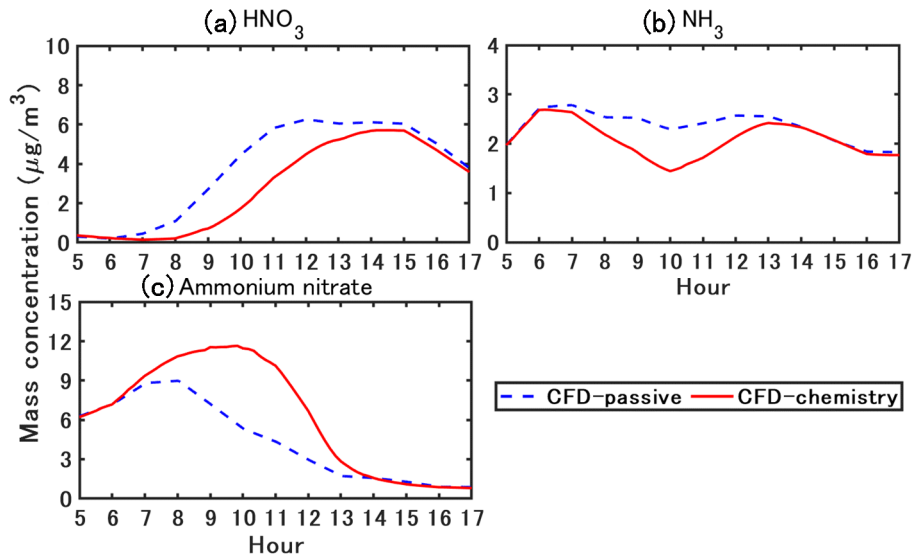 (a) HNO₃
(b) NH₃
Mass concentration (μg/m³)
10
8
6
4
2
0
5 6 7 8 9 10 11 12 13 14 15 16 17
4
3
2
1
0
5 6 7 8 9 10 11 12 13 14 15 16 17
Hour
(c) Ammonium nitrate
15
12
9
6
3
0
5 6 7 8 9 10 11 12 13 14 15 16 17
Hour
CFD-passive
CFD-chemistry